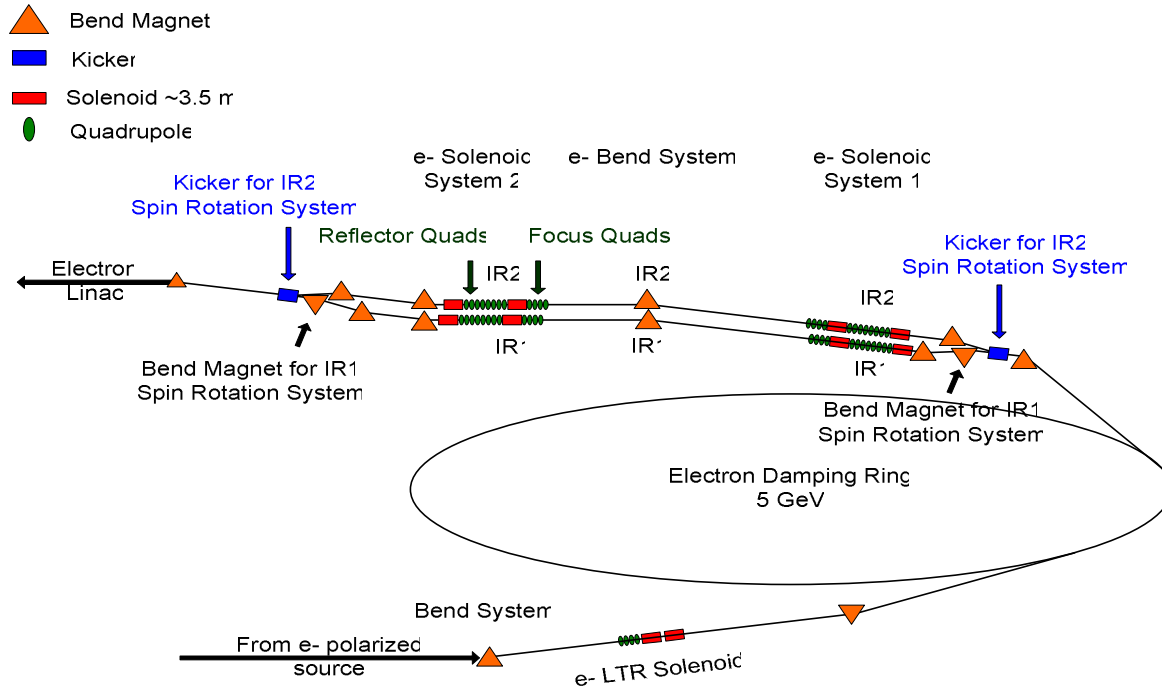 Bend Magnet
Kicker
Solenoid ~3.5 m
Quadrupole
e- Solenoid
System 2
e- Bend System
e- Solenoid
System 1
Kicker for IR2
Spin Rotation System
Reflector Quads
Focus Quads
Kicker for IR2
Spin Rotation System
Electron
Linac
IR2
IR2
IR2
IR1
IR1
IR1
Bend Magnet for IR1
Spin Rotation System
Bend Magnet for IR1
Spin Rotation System
Electron Damping Ring
5 GeV
Bend System
From e- polarized
source
e- LTR Solenoid